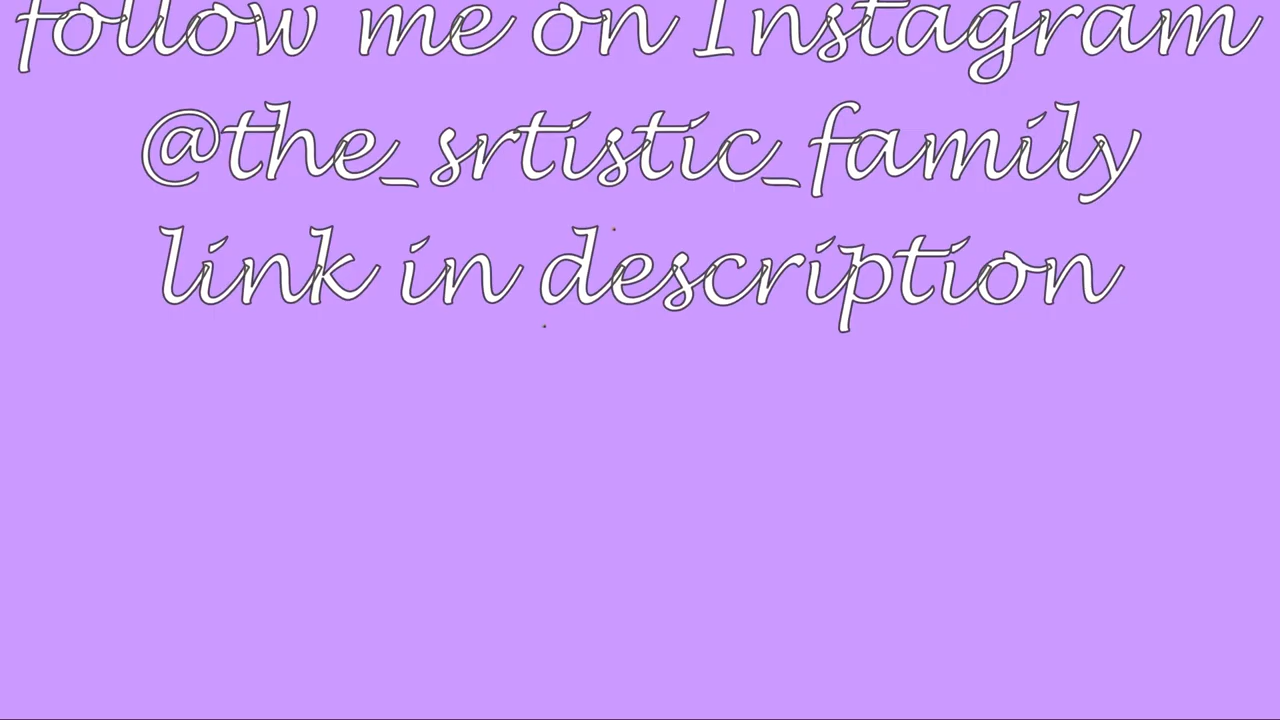 follow me on Instagram
@the_srtistic_family
link in description